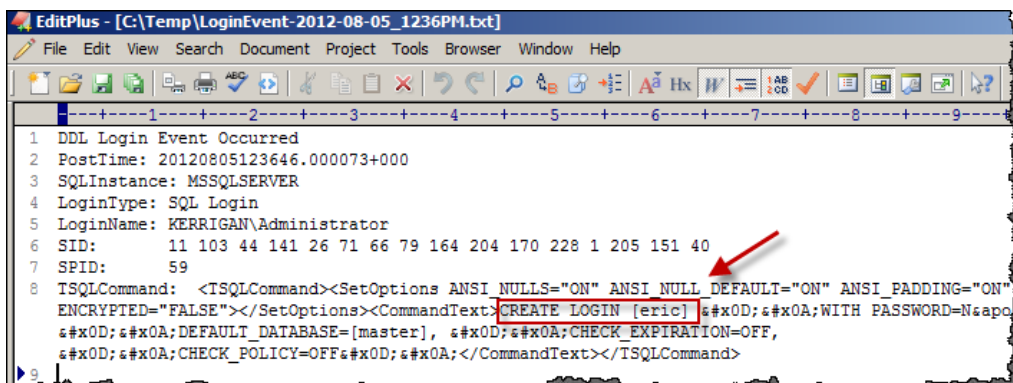 EditPlus - [C:\Temp\LoginEvent-2012-08-05_1236PM.txt]
File Edit View Search Document Project Tools Browser Window Help
----+----1----+----2----+----3----+----4----+----5----+----6----+----7----+----8----+----9----+
1 DDL Login Event Occurred
2 PostTime: 20120805123646.000073+000
3 SQLInstance: MSSQLSERVER
4 LoginType: SQL Login
5 LoginName: KERRIGAN\Administrator
6 SID: 11 103 44 141 26 71 66 79 164 204 170 228 1 205 151 40
7 SPID: 59
8 TSQLCommand: <TSQLCommand><SetOptions ANSI_NULLS="ON" ANSI_NULL_DEFAULT="ON" ANSI_PADDING="ON"
ENCRYPTED="FALSE"></SetOptions><CommandText>CREATE LOGIN [eric] &#x0D;&#x0A;WITH PASSWORD=N&apo
&#x0D;&#x0A;DEFAULT_DATABASE=[master], &#x0D;&#x0A;CHECK_EXPIRATION=OFF,
&#x0D;&#x0A;CHECK_POLICY=OFF&#x0D;&#x0A;</CommandText></TSQLCommand>
9